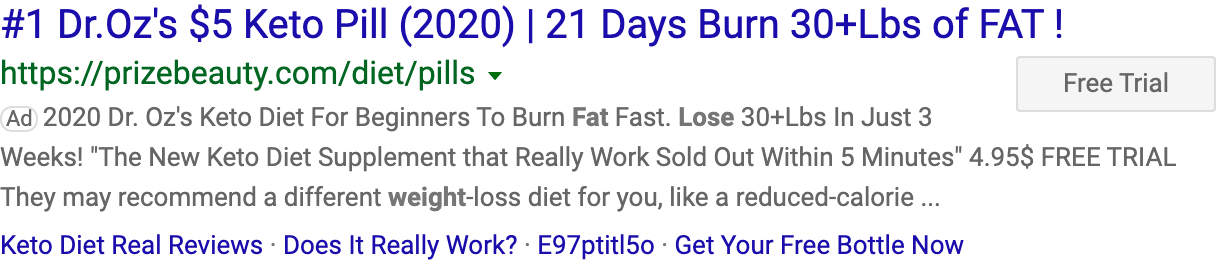 #1 Dr.Oz's $5 Keto Pill (2020) | 21 Days Burn 30+Lbs of FAT !
https://prizebeauty.com/diet/pills
Free Trial
Ad 2020 Dr. Oz's Keto Diet For Beginners To Burn Fat Fast. Lose 30+Lbs In Just 3
Weeks! "The New Keto Diet Supplement that Really Work Sold Out Within 5 Minutes" 4.95$ FREE TRIAL
They may recommend a different weight-loss diet for you, like a reduced-calorie ...
Keto Diet Real Reviews · Does It Really Work? · E97ptitl5o · Get Your Free Bottle Now